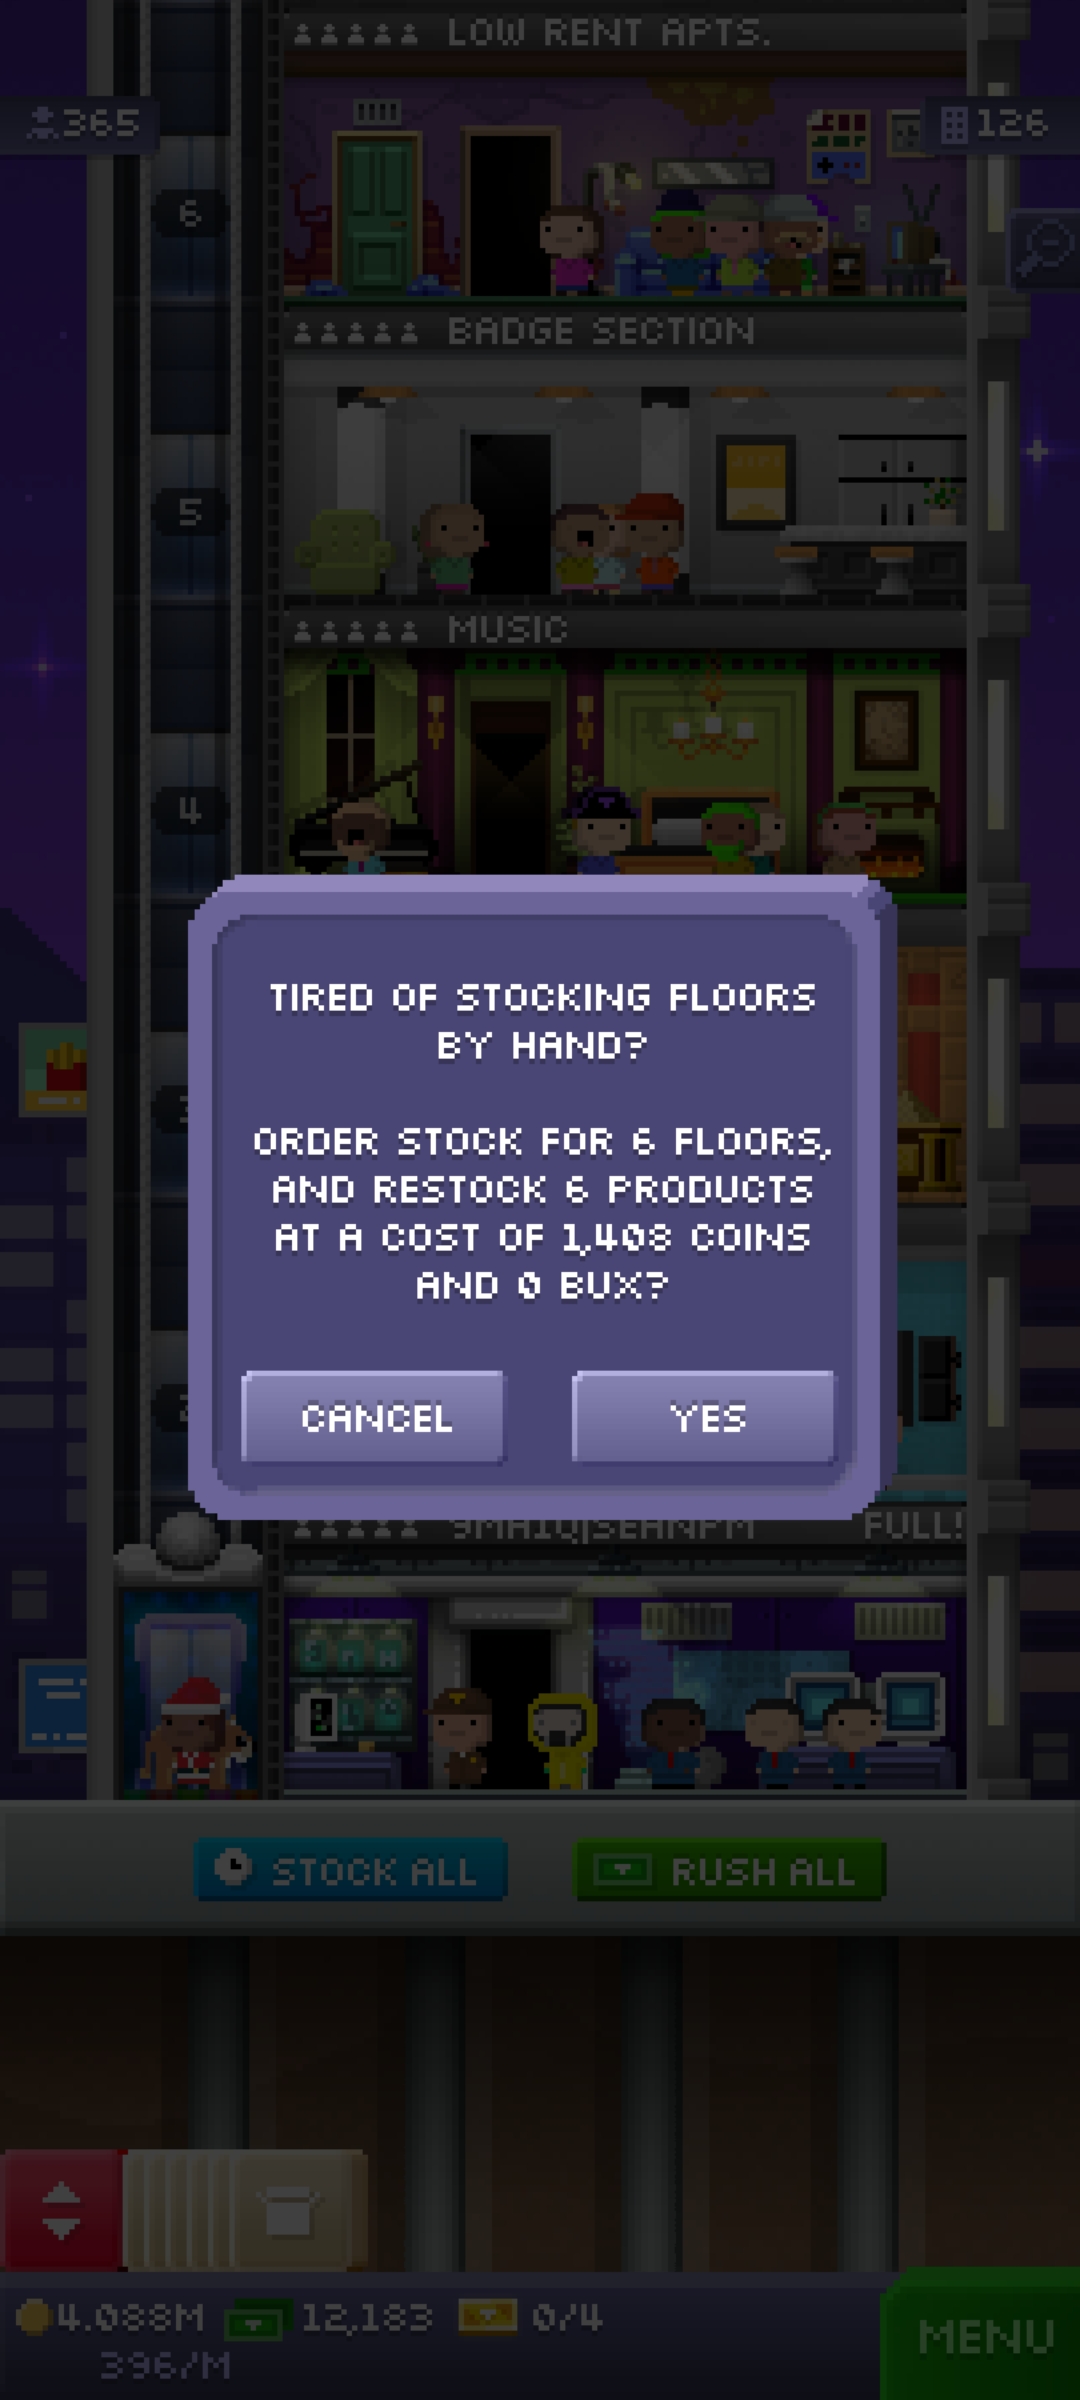 LOW RENT APTS.
365
126
6
BADGE SECTION
5
MUSIC
4
TIRED OF STOCKING FLOORS
BY HAND?
ORDER STOCK FOR 6 FLOORS,
AND RESTOCK 6 PRODUCTS
AT A COST OF 1,408 COINS
AND 0 BUX?
CANCEL
YES
FULL!
STOCK ALL
RUSH ALL
4.088M
12,183
0/4
396/M
MENU